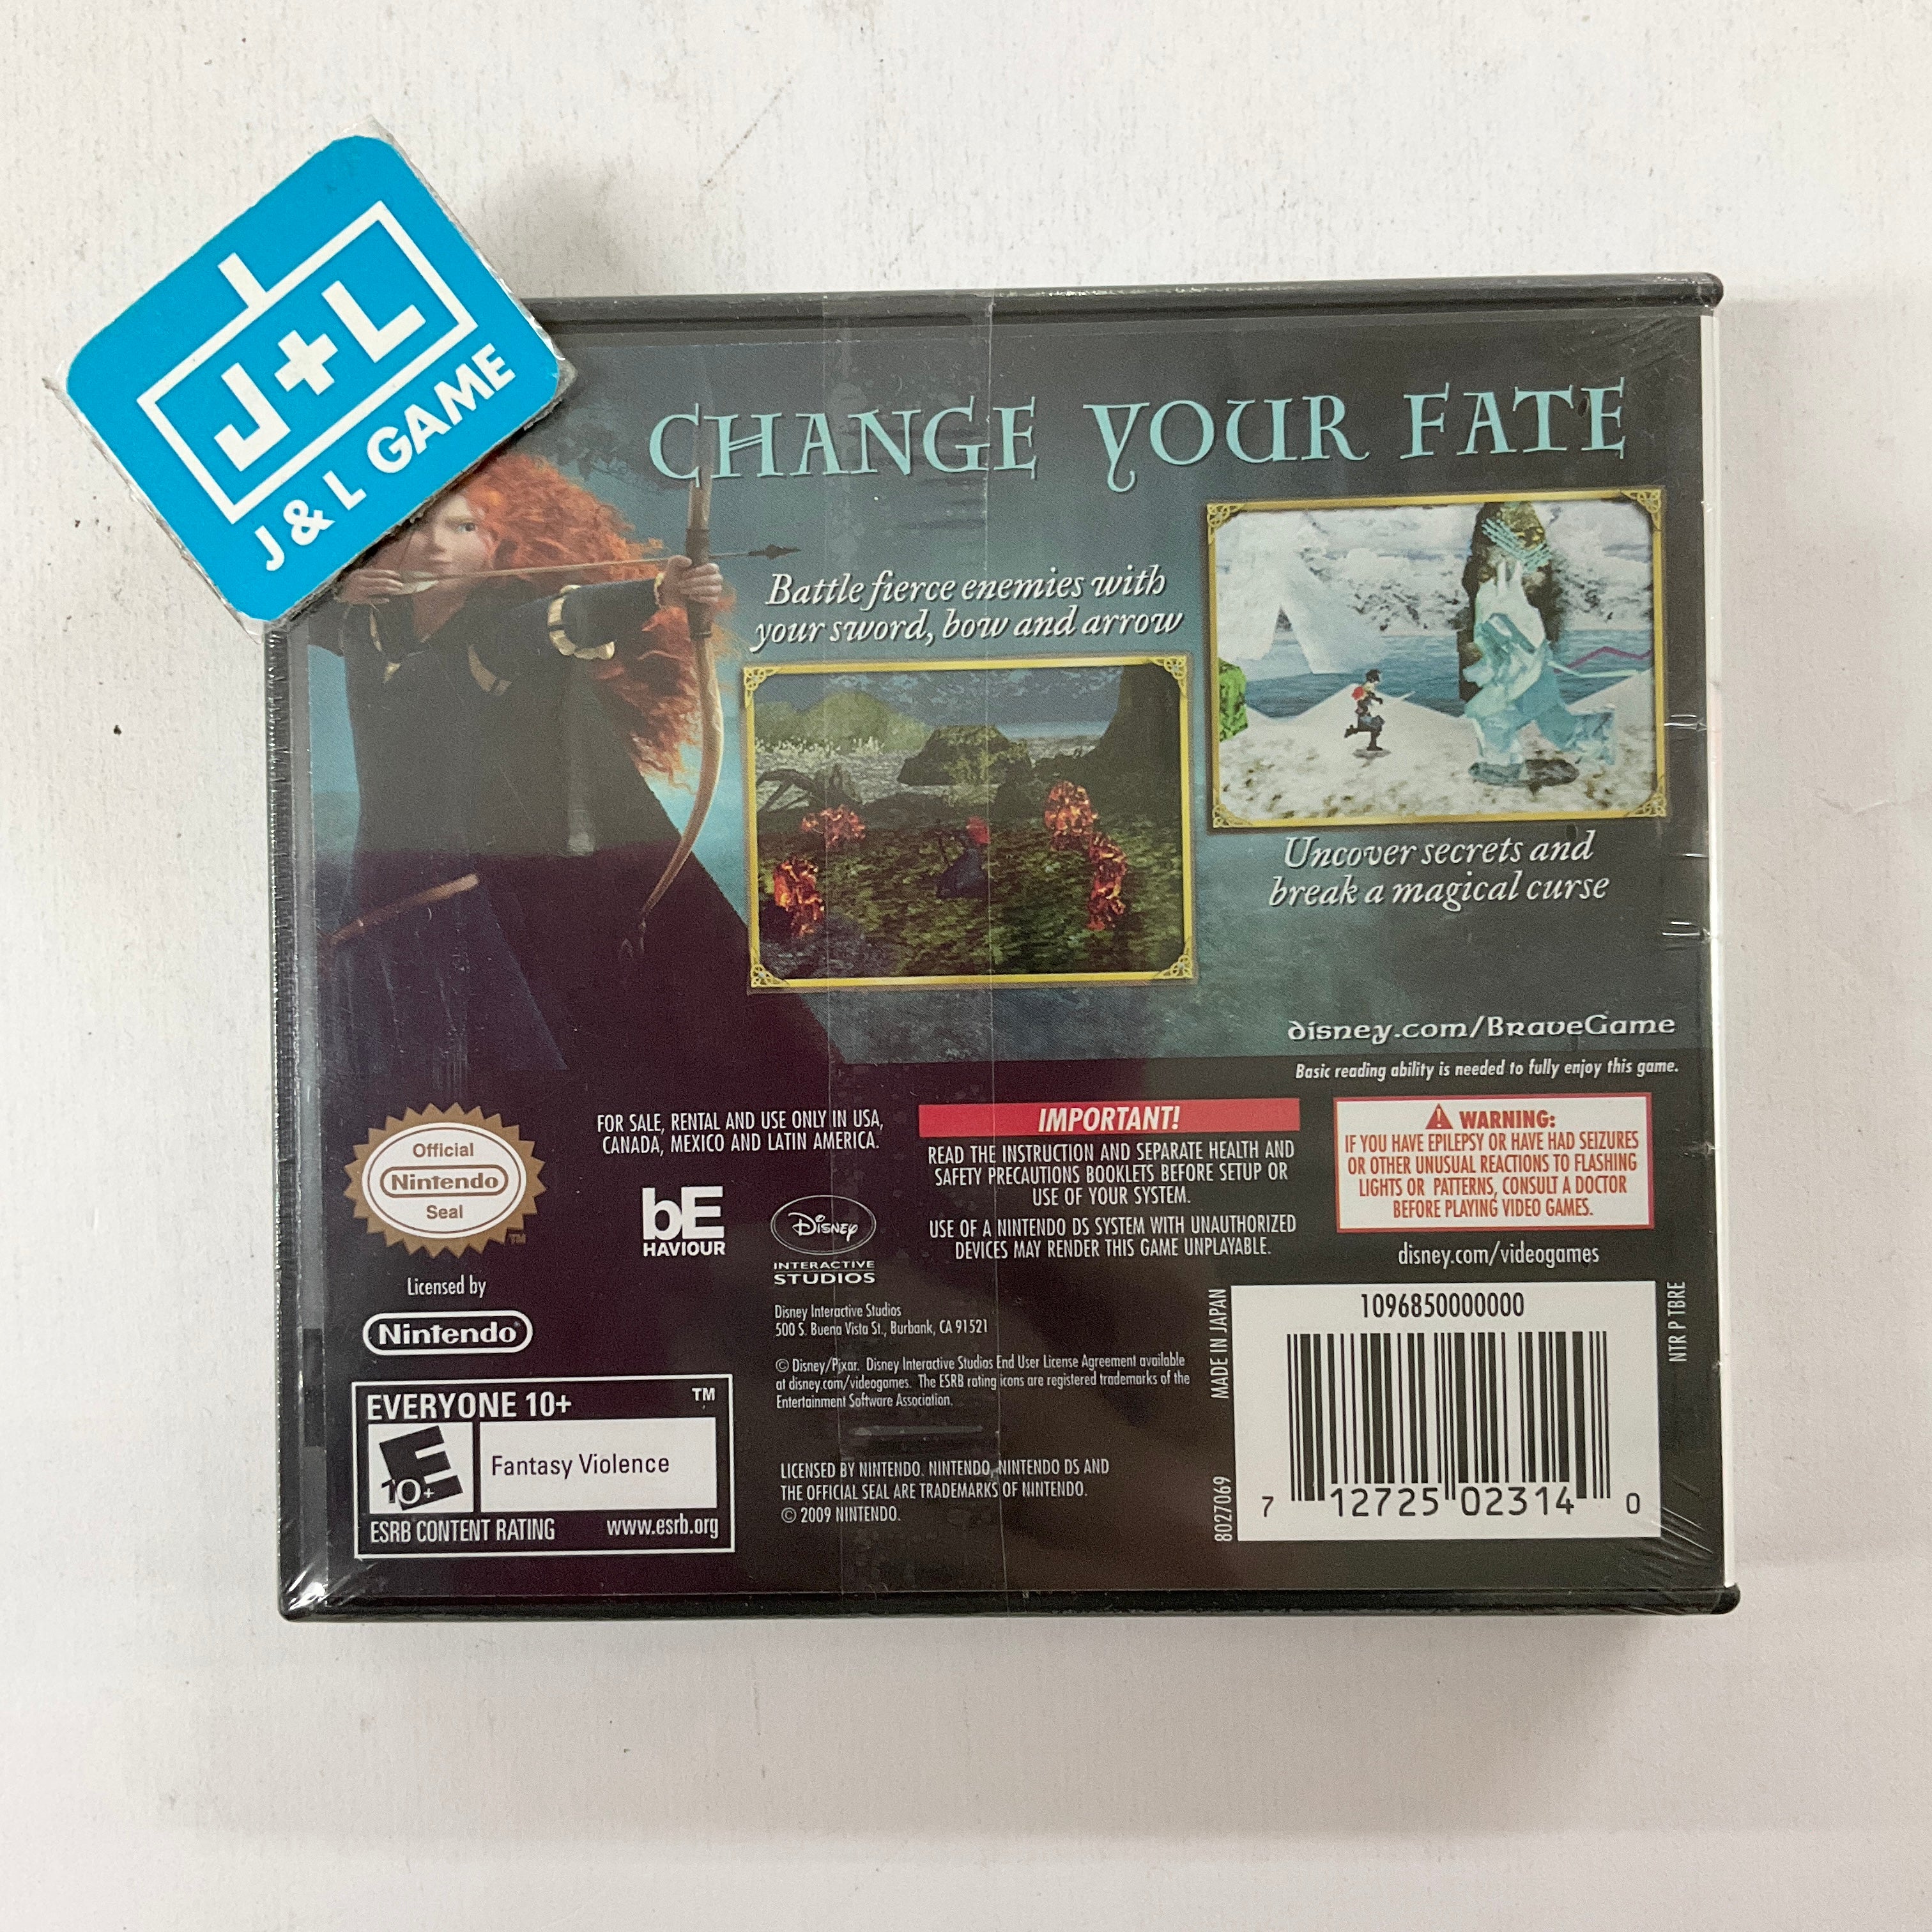 J+L
J & L GAME
CHANGE YOUR FATE
Battle fierce enemies with
your sword, bow and arrow
Uncover secrets and
break a magical curse
disney.com/BraveGame
Basic reading ability is needed to fully enjoy this game.
Official
Nintendo
Seal
TM
Licensed by
Nintendo
FOR SALE, RENTAL AND USE ONLY IN USA,
CANADA, MEXICO AND LATIN AMERICA.
bE
HAVIOUR
Disney
INTERACTIVE
STUDIOS
IMPORTANT!
READ THE INSTRUCTION AND SEPARATE HEALTH AND
SAFETY PRECAUTIONS BOOKLETS BEFORE SETUP OR
USE OF YOUR SYSTEM.
USE OF A NINTENDO DS SYSTEM WITH UNAUTHORIZED
DEVICES MAY RENDER THIS GAME UNPLAYABLE.
WARNING:
IF YOU HAVE EPILEPSY OR HAVE HAD SEIZURES
OR OTHER UNUSUAL REACTIONS TO FLASHING
LIGHTS OR PATTERNS, CONSULT A DOCTOR
BEFORE PLAYING VIDEO GAMES.
disney.com/videogames
Disney Interactive Studios
500 S. Buena Vista St., Burbank, CA 91521
© Disney/Pixar. Disney Interactive Studios End User License Agreement available
at disney.com/videogames. The ESRB rating icons are registered trademarks of the
Entertainment Software Association.
LICENSED BY NINTENDO. NINTENDO, NINTENDO DS AND
THE OFFICIAL SEAL ARE TRADEMARKS OF NINTENDO.
© 2009 NINTENDO.
EVERYONE 10+ TM
E
10+
Fantasy Violence
ESRB CONTENT RATING www.esrb.org
MADE IN JAPAN
8027069
1096850000000
7 12725 02314 0
NTR P TBRE